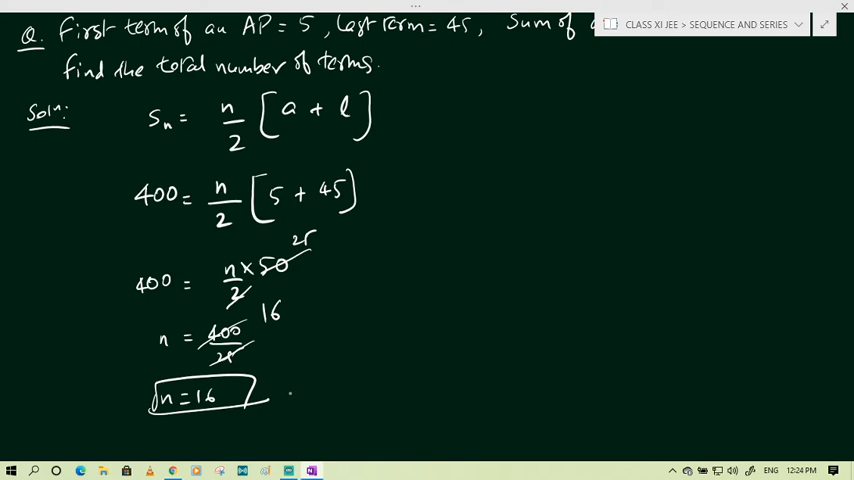 Q. First term of an AP = 5, last term = 45, Sum of
CLASS XI JEE > SEQUENCE AND SERIES
find the total number of terms.
Soln:
Sn = n/2 [a + l]
400 = n/2 [5 + 45]
25
400 = n/2 × 50
16
n = 400/25
n = 16
ENG 12:24 PM